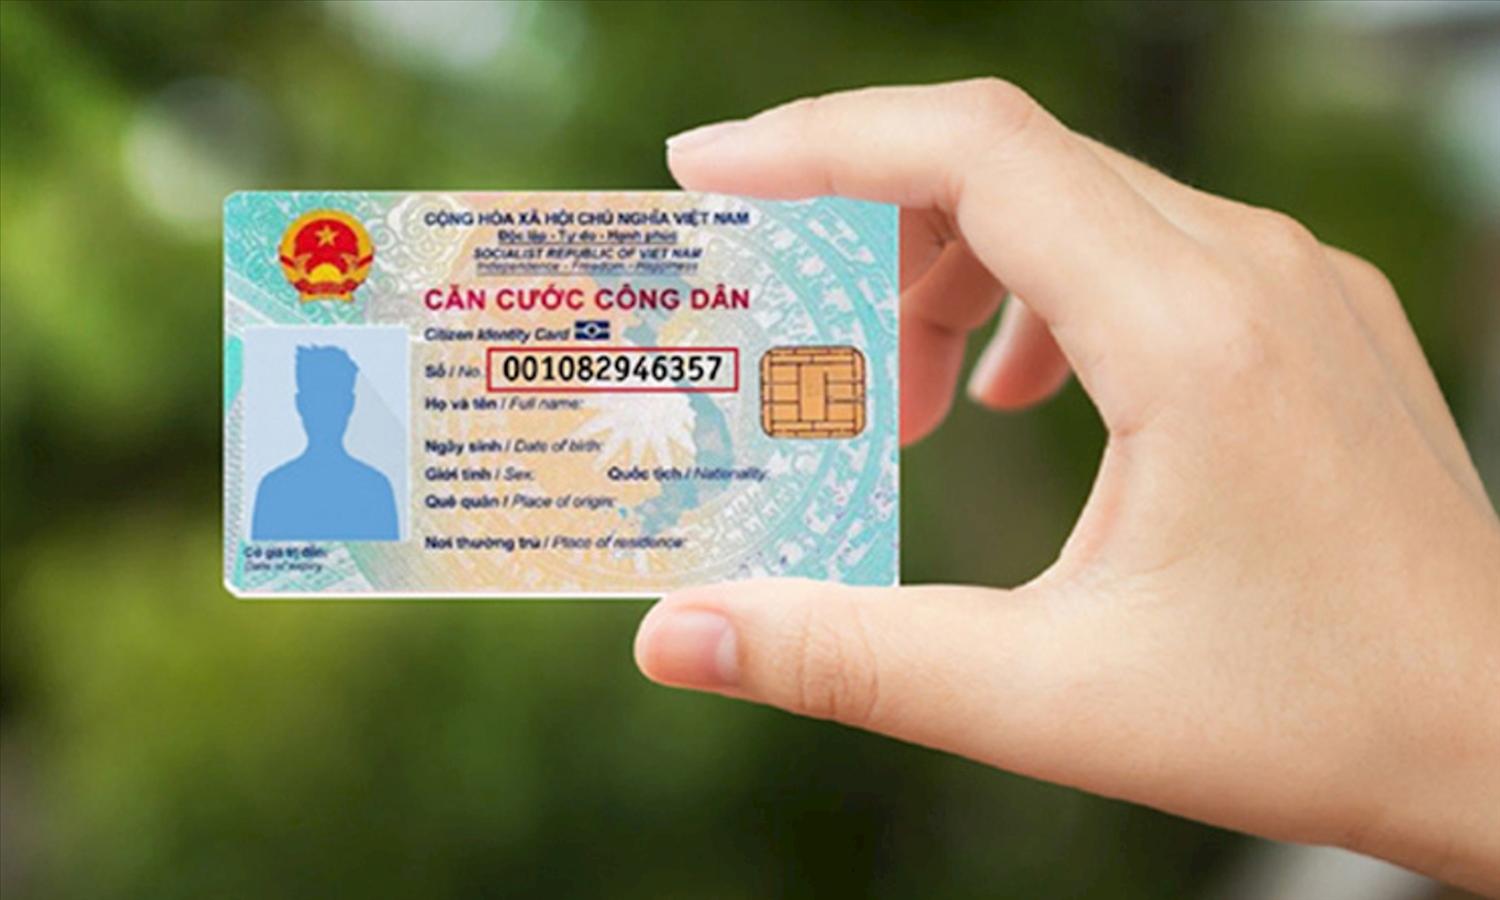 CỘNG HÒA XÃ HỘI CHỦ NGHĨA VIỆT NAM
Độc lập - Tự do - Hạnh phúc
SOCIALIST REPUBLIC OF VIET NAM
Independence - Freedom - Happiness
CĂN CƯỚC CÔNG DÂN
Citizen Identity Card
Số / No. 001082946357
Họ và tên / Full name:
Ngày sinh / Date of birth:
Giới tính / Sex: Quốc tịch / Nationality:
Quê quán / Place of origin:
Nơi thường trú / Place of residence:
Có giá trị đến:
Date of expiry